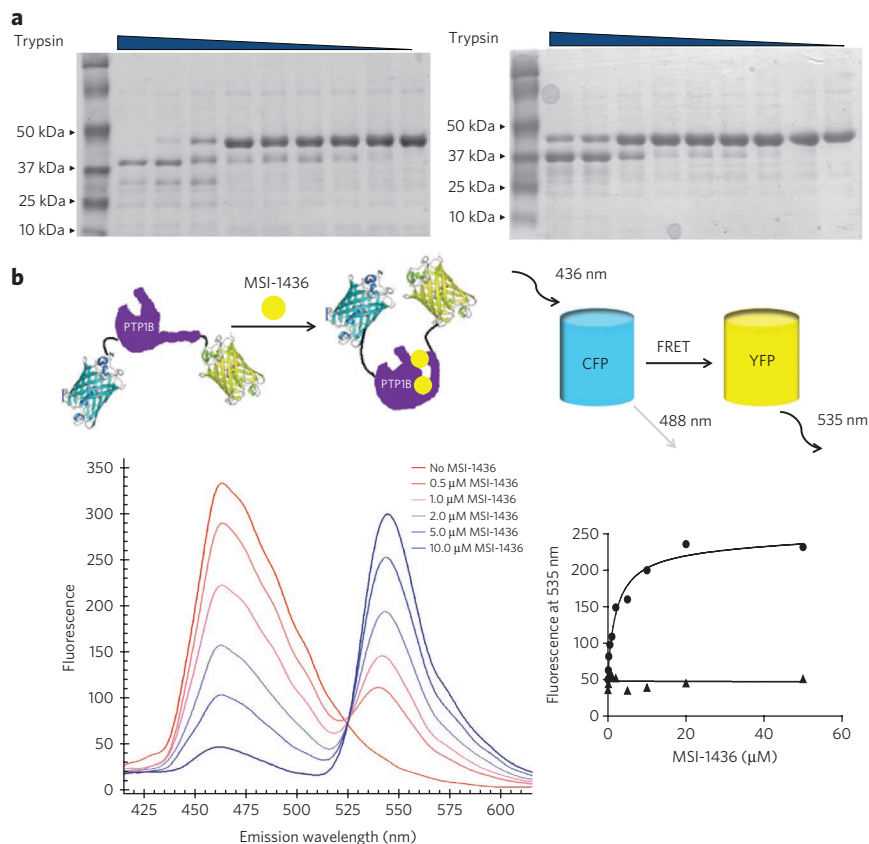 a
Trypsin
50 kDa
37 kDa
25 kDa
10 kDa
Trypsin
50 kDa
37 kDa
25 kDa
10 kDa
b
PTP1B
N
MSI-1436
PTP1B
436 nm
CFP
FRET
YFP
488 nm
535 nm
Fluorescence
350
300
250
200
150
100
50
0
425 450 475 500 525 550 575 600
Emission wavelength (nm)
No MSI-1436
0.5 µM MSI-1436
1.0 µM MSI-1436
2.0 µM MSI-1436
5.0 µM MSI-1436
10.0 µM MSI-1436
Fluorescence at 535 nm
250
200
150
100
50
0
0 20 40 60
MSI-1436 (µM)